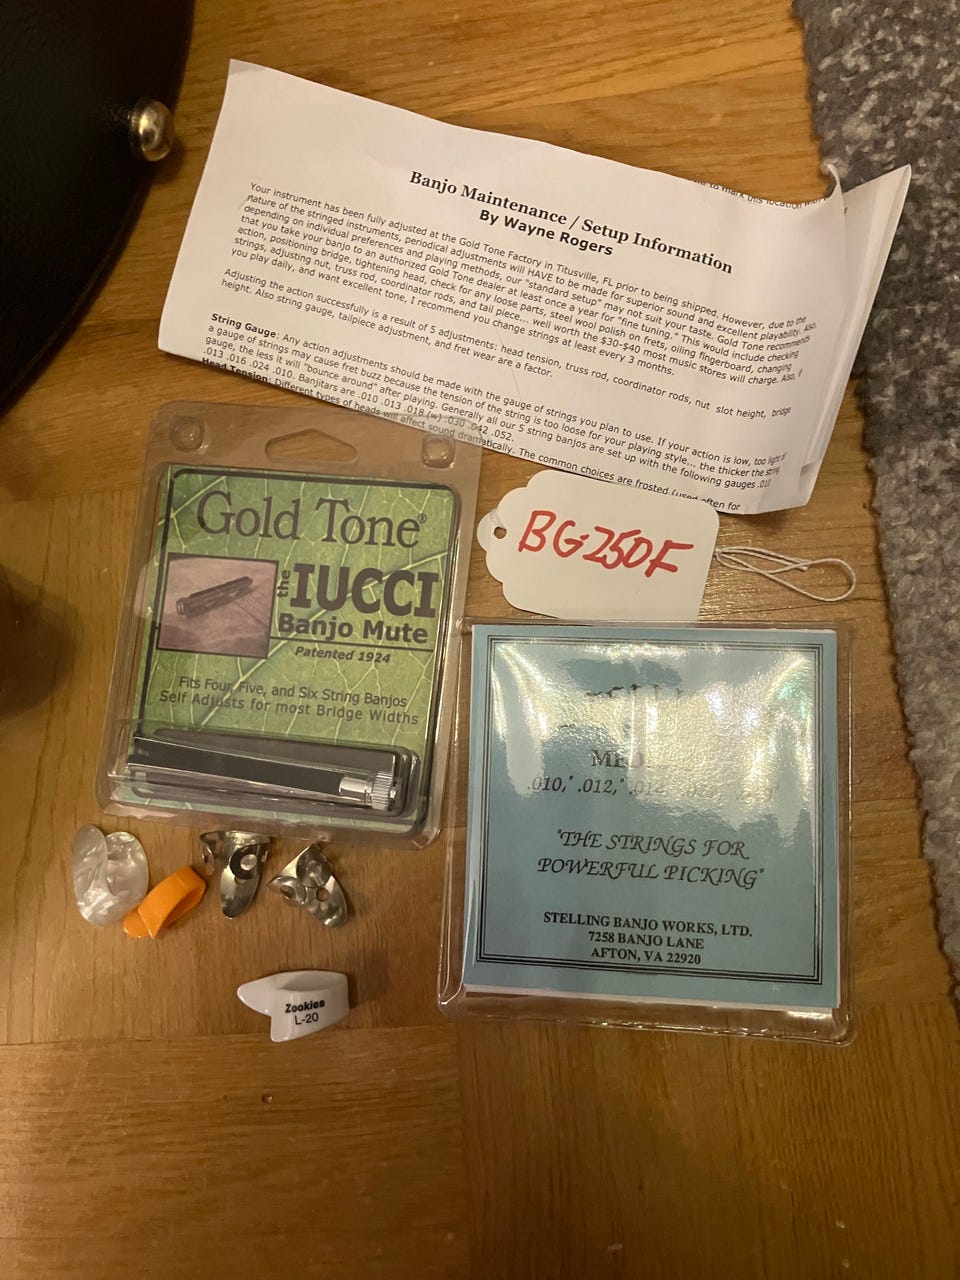 to mark this location with
Banjo Maintenance / Setup Information
By Wayne Rogers
Your instrument has been fully adjusted at the Gold Tone Factory in Titusville, FL prior to being shipped. However, due to the
nature of the stringed instruments, periodical adjustments will HAVE to be made for superior sound and excellent playability. Also,
depending on individual preferences and playing methods, our "standard setup" may not suit your taste. Gold Tone recommends
that you take your banjo to an authorized Gold Tone dealer at least once a year for "fine tuning." This would include checking
action, positioning bridge, tightening head, check for any loose parts, steel wool polish on frets, oiling fingerboard, changing
strings, adjusting nut, truss rod, coordinator rods, and tail piece... well worth the $30-$40 most music stores will charge. Also, if
you play daily, and want excellent tone, I recommend you change strings at least every 3 months.
Adjusting the action successfully is a result of 5 adjustments: head tension, truss rod, coordinator rods, nut slot height, bridge
height. Also string gauge, tailpiece adjustment, and fret wear are a factor.
String Gauge: Any action adjustments should be made with the gauge of strings you plan to use. If your action is low, too light of
a gauge of strings may cause fret buzz because the tension of the string is too loose for your playing style... the thicker the string
gauge, the less it will "bounce around" after playing. Generally all our 5 string banjos are set up with the following gauges .010
.013 .016 .024 .010. Banjitars are .010 .013 .018 (w) .030 .042 .052.
Head Tension: Different types of heads will affect sound dramatically. The common choices are frosted (used often for
Gold Tone®
the IUCCI
Banjo Mute
Patented 1924
Fits Four, Five, and Six String Banjos
Self Adjusts for most Bridge Widths
BG-250F
.010," .012,"
"THE STRINGS FOR
POWERFUL PICKING"
STELLING BANJO WORKS, LTD.
7258 BANJO LANE
AFTON, VA 22920
Zookies
L-20